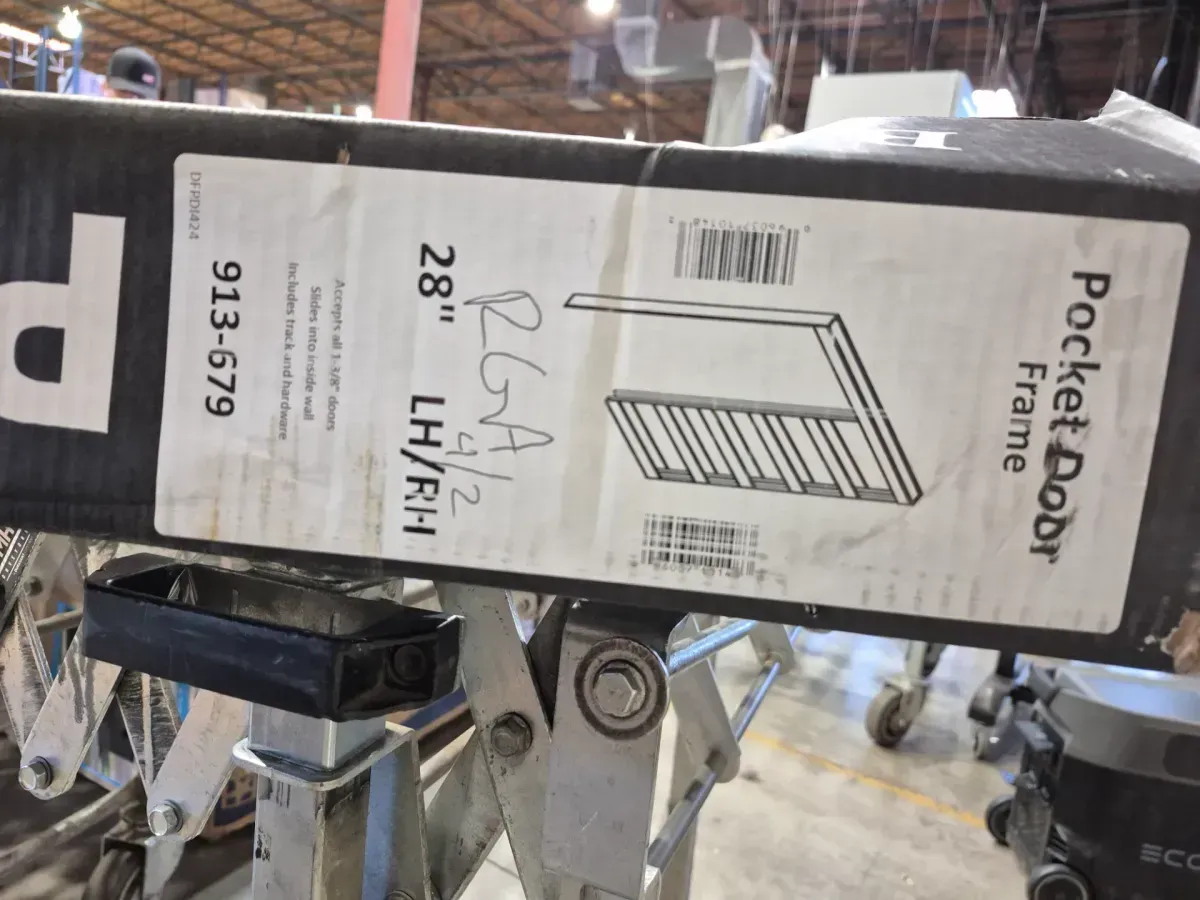 Pocket Door
Frame
RGA
4/2
28" LH/RH
Accepts all 1-3/8" doors
Slides into inside wall
Includes track and hardware
913-679
DFPDI424